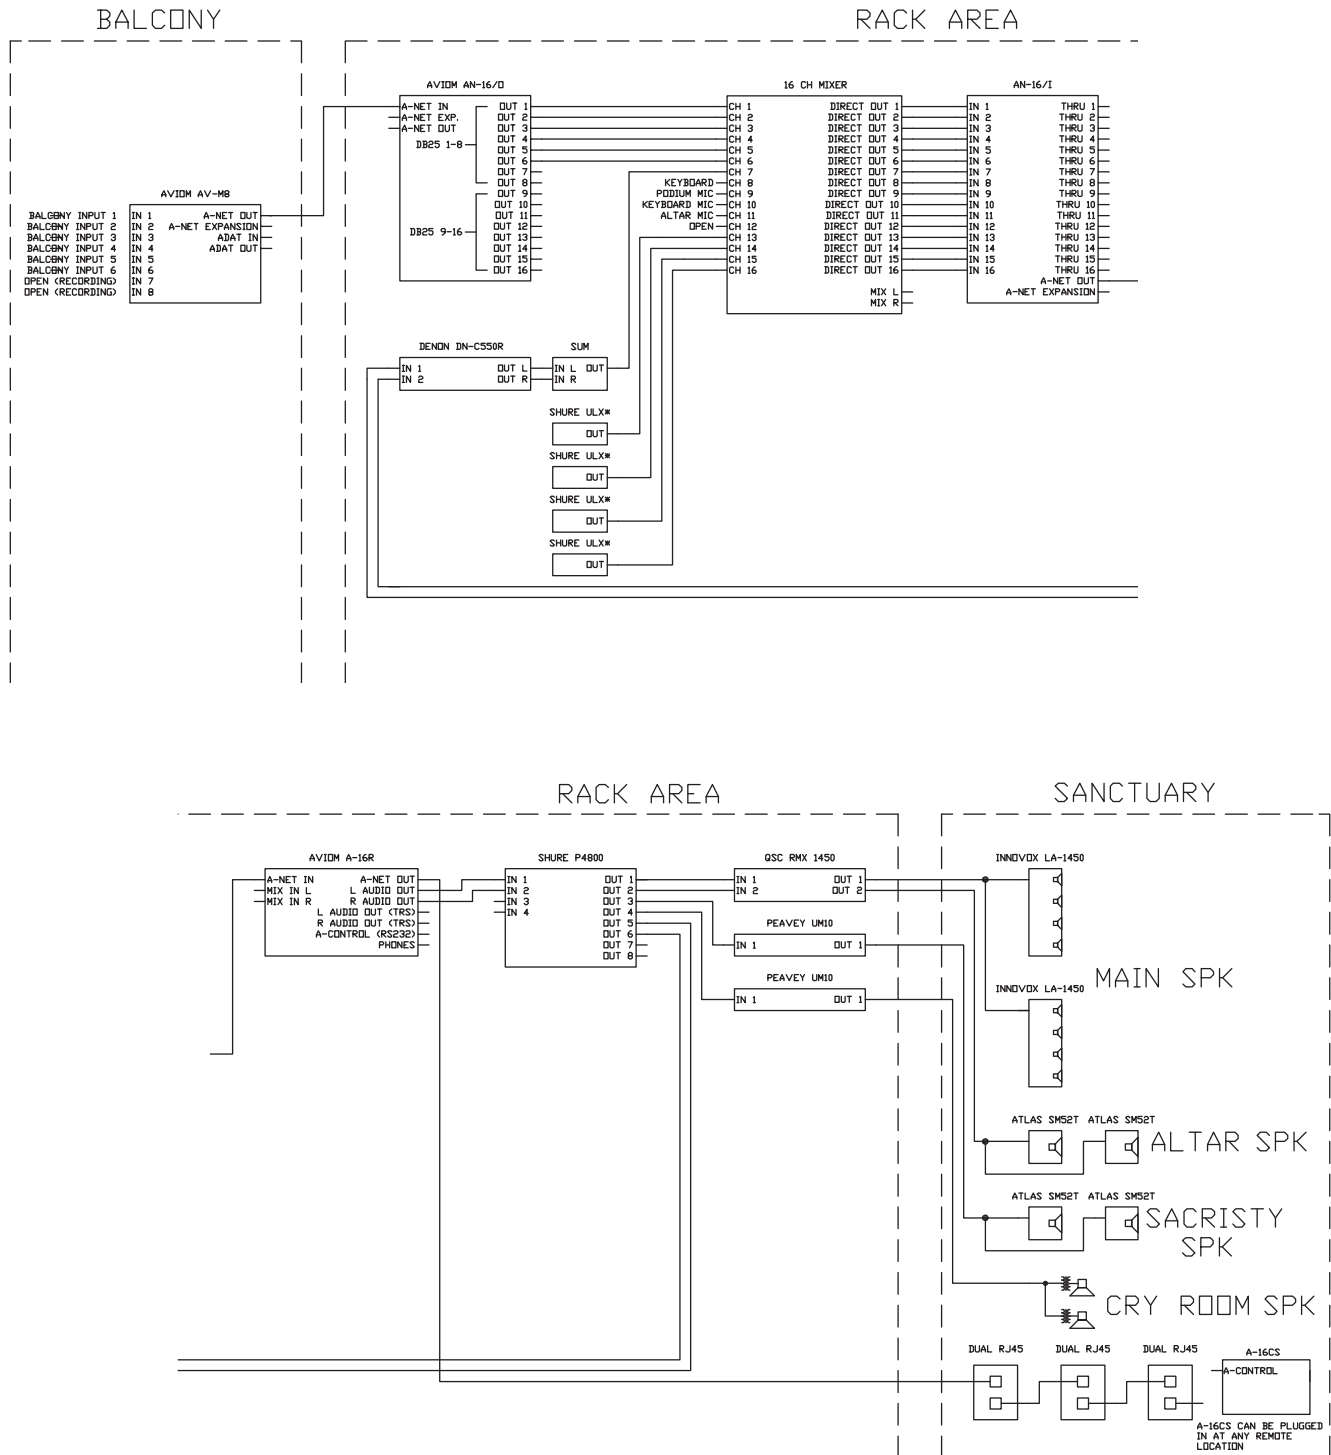 BALCONY
RACK AREA
AVIOM AN-16/O
A-NET IN
A-NET EXP.
A-NET OUT
DB25 1-8
DB25 9-16
OUT 1
OUT 2
OUT 3
OUT 4
OUT 5
OUT 6
OUT 7
OUT 8
OUT 9
OUT 10
OUT 11
OUT 12
OUT 13
OUT 14
OUT 15
OUT 16
16 CH MIXER
KEYBOARD
PODIUM MIC
KEYBOARD MIC
ALTAR MIC
OPEN
CH 1
CH 2
CH 3
CH 4
CH 5
CH 6
CH 7
CH 8
CH 9
CH 10
CH 11
CH 12
CH 13
CH 14
CH 15
CH 16
DIRECT OUT 1
DIRECT OUT 2
DIRECT OUT 3
DIRECT OUT 4
DIRECT OUT 5
DIRECT OUT 6
DIRECT OUT 7
DIRECT OUT 8
DIRECT OUT 9
DIRECT OUT 10
DIRECT OUT 11
DIRECT OUT 12
DIRECT OUT 13
DIRECT OUT 14
DIRECT OUT 15
DIRECT OUT 16
MIX L
MIX R
AN-16/I
IN 1
IN 2
IN 3
IN 4
IN 5
IN 6
IN 7
IN 8
IN 9
IN 10
IN 11
IN 12
IN 13
IN 14
IN 15
IN 16
THRU 1
THRU 2
THRU 3
THRU 4
THRU 5
THRU 6
THRU 7
THRU 8
THRU 9
THRU 10
THRU 11
THRU 12
THRU 13
THRU 14
THRU 15
THRU 16
A-NET OUT
A-NET EXPANSION
AVIOM AV-M8
BALCONY INPUT 1
BALCONY INPUT 2
BALCONY INPUT 3
BALCONY INPUT 4
BALCONY INPUT 5
BALCONY INPUT 6
OPEN (RECORDING)
OPEN (RECORDING)
IN 1
IN 2
IN 3
IN 4
IN 5
IN 6
IN 7
IN 8
A-NET OUT
A-NET EXPANSION
ADAT IN
ADAT OUT
DENON DN-C550R
IN 1
IN 2
OUT L
OUT R
SUM
IN L OUT
IN R
SHURE ULX*
OUT
SHURE ULX*
OUT
SHURE ULX*
OUT
SHURE ULX*
OUT
RACK AREA
SANCTUARY
AVIOM A-16R
A-NET IN
MIX IN L
MIX IN R
A-NET OUT
L AUDIO OUT
R AUDIO OUT
L AUDIO OUT (TRS)
R AUDIO OUT (TRS)
A-CONTROL (RS232)
PHONES
SHURE P4800
IN 1
IN 2
IN 3
IN 4
OUT 1
OUT 2
OUT 3
OUT 4
OUT 5
OUT 6
OUT 7
OUT 8
QSC RMX 1450
IN 1
IN 2
OUT 1
OUT 2
PEAVEY UM10
IN 1 OUT 1
PEAVEY UM10
IN 1 OUT 1
INNOVOX LA-1450
MAIN SPK
INNOVOX LA-1450
ATLAS SM52T ATLAS SM52T
ALTAR SPK
ATLAS SM52T ATLAS SM52T
SACRISTY
SPK
CRY ROOM SPK
DUAL RJ45
DUAL RJ45
DUAL RJ45
A-16CS
A-CONTROL
A-16CS CAN BE PLUGGED
IN AT ANY REMOTE
LOCATION